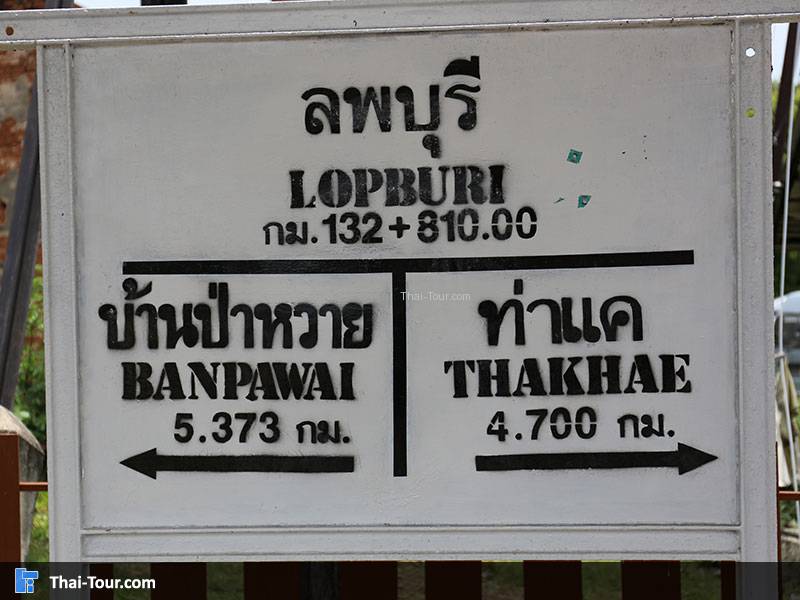 ลพบุรี
LOPBURI
กม.132+810.00
Thai-Tour.com
บ้านป่าหวาย
BANPAWAI
5.373 กม.
ท่าแค
THAKHAE
4.700 กม.
Thai-Tour.com